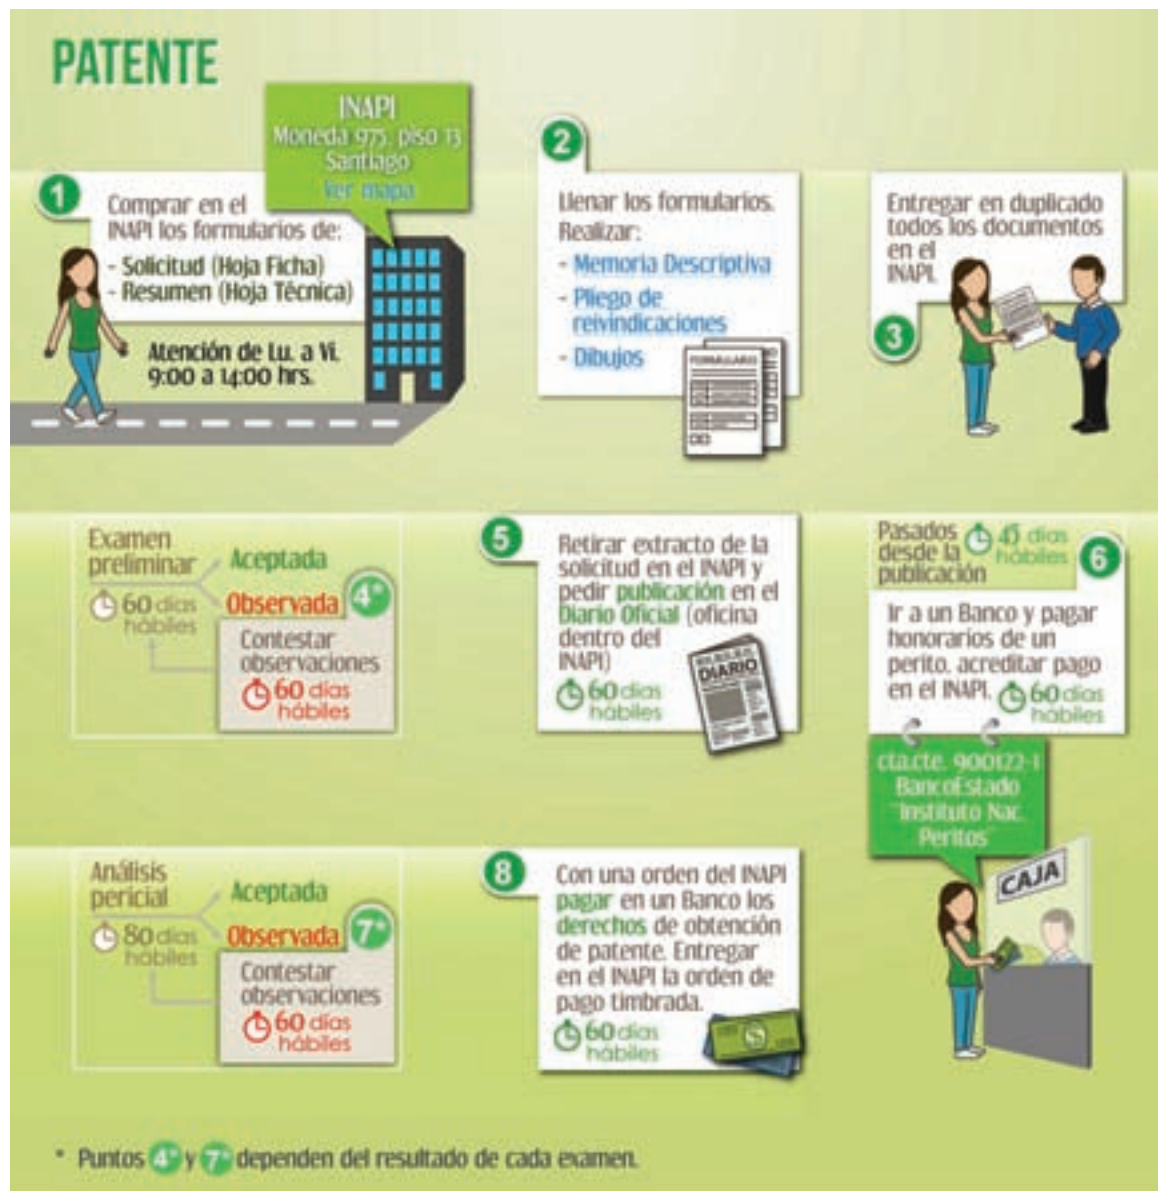 PATENTE
INAPI
Moneda 975, piso 13
Santiago
Ver mapa
1
Comprar en el
INAPI los formularios de:
- Solicitud (Hoja Ficha)
- Resumen (Hoja Técnica)
Atención de Lu. a Vi.
9:00 a 14:00 hrs.
2
Llenar los formularios.
Realizar:
- Memoria Descriptiva
- Pliego de
reivindicaciones
- Dibujos
FORMULARIO
Entregar en duplicado
todos los documentos
en el
INAPI.
3
Examen
preliminar
60 días
hábiles
Aceptada
Observada
4*
Contestar
observaciones
60 días
hábiles
5
Retirar extracto de la
solicitud en el INAPI y
pedir publicación en el
Diario Oficial (oficina
dentro del
INAPI)
60 días
hábiles
DIARIO
Pasados
desde la
publicación
45 días
hábiles
6
Ir a un Banco y pagar
honorarios de un
perito, acreditar pago
en el INAPI.
60 días
hábiles
cta.cte. 900122-1
BancoEstado
"Instituto Nac.
Peritos"
CAJA
Análisis
pericial
80 días
hábiles
Aceptada
Observada
7*
Contestar
observaciones
60 días
hábiles
8
Con una orden del INAPI
pagar en un Banco los
derechos de obtención
de patente. Entregar
en el INAPI la orden de
pago timbrada.
60 días
hábiles
* Puntos 4* y 7* dependen del resultado de cada examen.